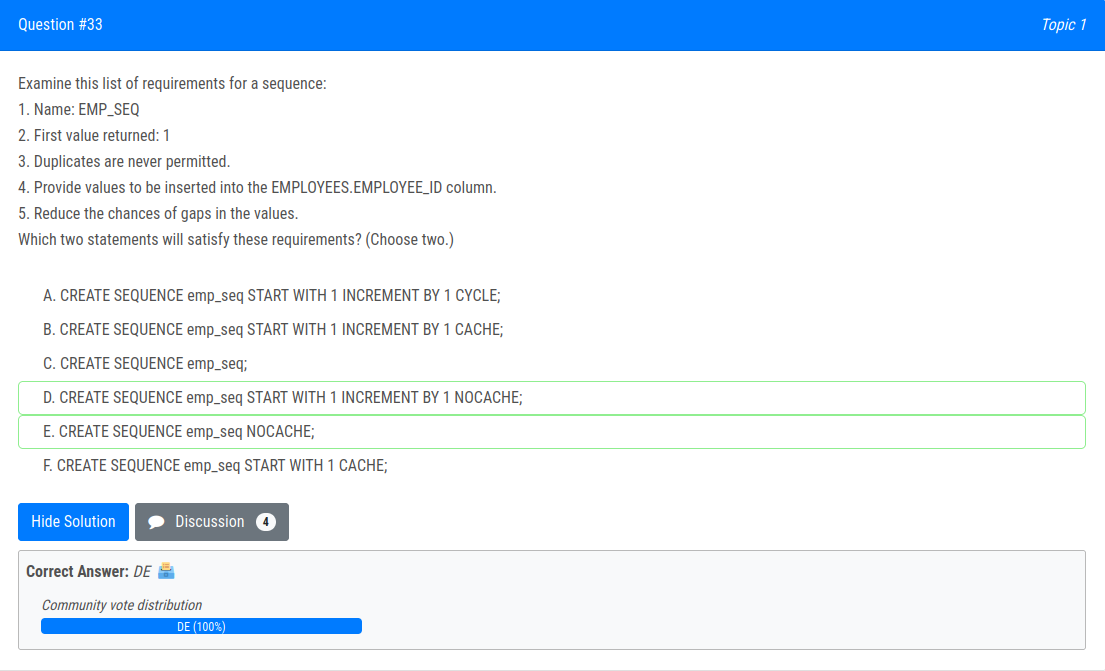 Question #33
Topic 1
Examine this list of requirements for a sequence:
1. Name: EMP_SEQ
2. First value returned: 1
3. Duplicates are never permitted.
4. Provide values to be inserted into the EMPLOYEES.EMPLOYEE_ID column.
5. Reduce the chances of gaps in the values.
Which two statements will satisfy these requirements? (Choose two.)
A. CREATE SEQUENCE emp_seq START WITH 1 INCREMENT BY 1 CYCLE;
B. CREATE SEQUENCE emp_seq START WITH 1 INCREMENT BY 1 CACHE;
C. CREATE SEQUENCE emp_seq;
D. CREATE SEQUENCE emp_seq START WITH 1 INCREMENT BY 1 NOCACHE;
E. CREATE SEQUENCE emp_seq NOCACHE;
F. CREATE SEQUENCE emp_seq START WITH 1 CACHE;
Hide Solution
Discussion 4
Correct Answer: DE
Community vote distribution
DE (100%)